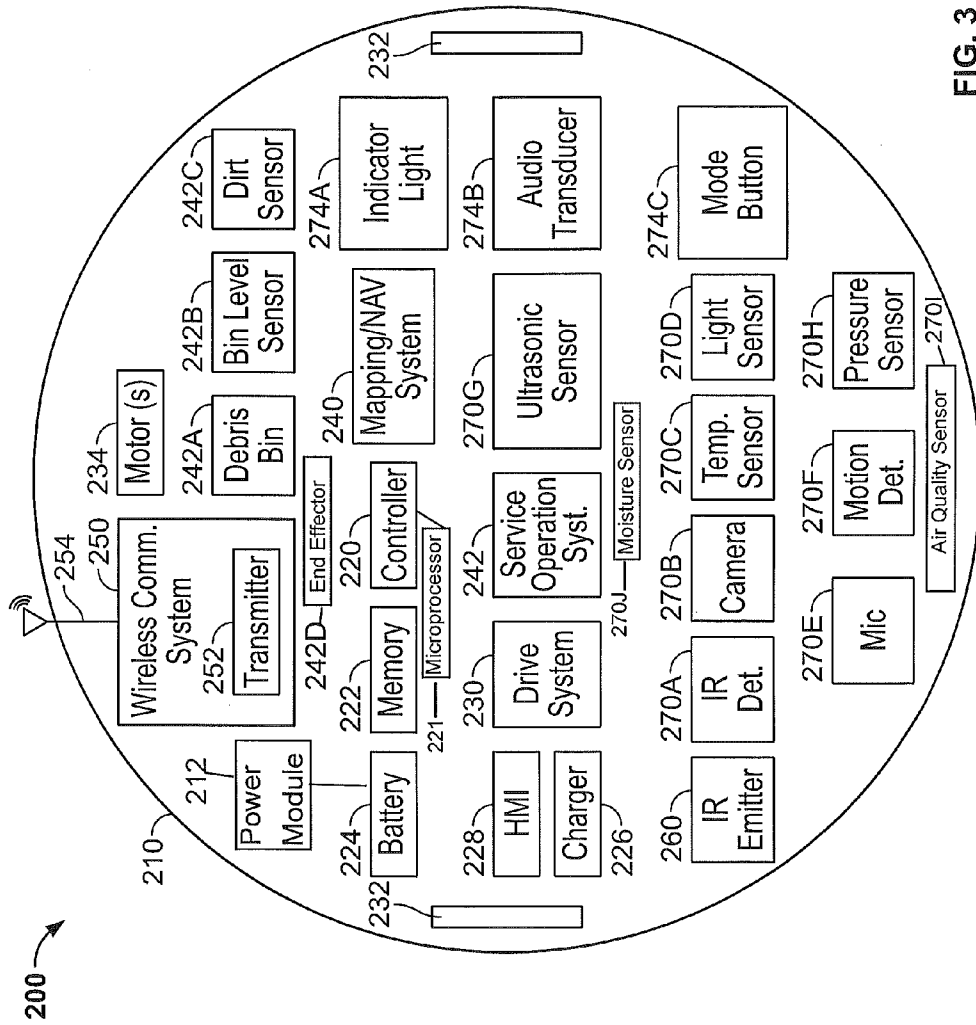 200
210
212
Power
Module
254
250
Wireless Comm.
System
252
Transmitter
234
Motor (s)
242A
Debris
Bin
242B
Bin Level
Sensor
242C
Dirt
Sensor
224
Battery
222
Memory
242D
End Effector
220
Controller
221
Microprocessor
240
Mapping/NAV
System
274A
Indicator
Light
232
232
228
HMI
Charger
226
230
Drive
System
242
Service
Operation
Syst.
270G
Ultrasonic
Sensor
274B
Audio
Transducer
270J
Moisture Sensor
260
IR
Emitter
270A
IR
Det.
270B
Camera
270C
Temp.
Sensor
270D
Light
Sensor
274C
Mode
Button
270E
Mic
270F
Motion
Det.
270H
Pressure
Sensor
Air Quality Sensor
270I
FIG. 3